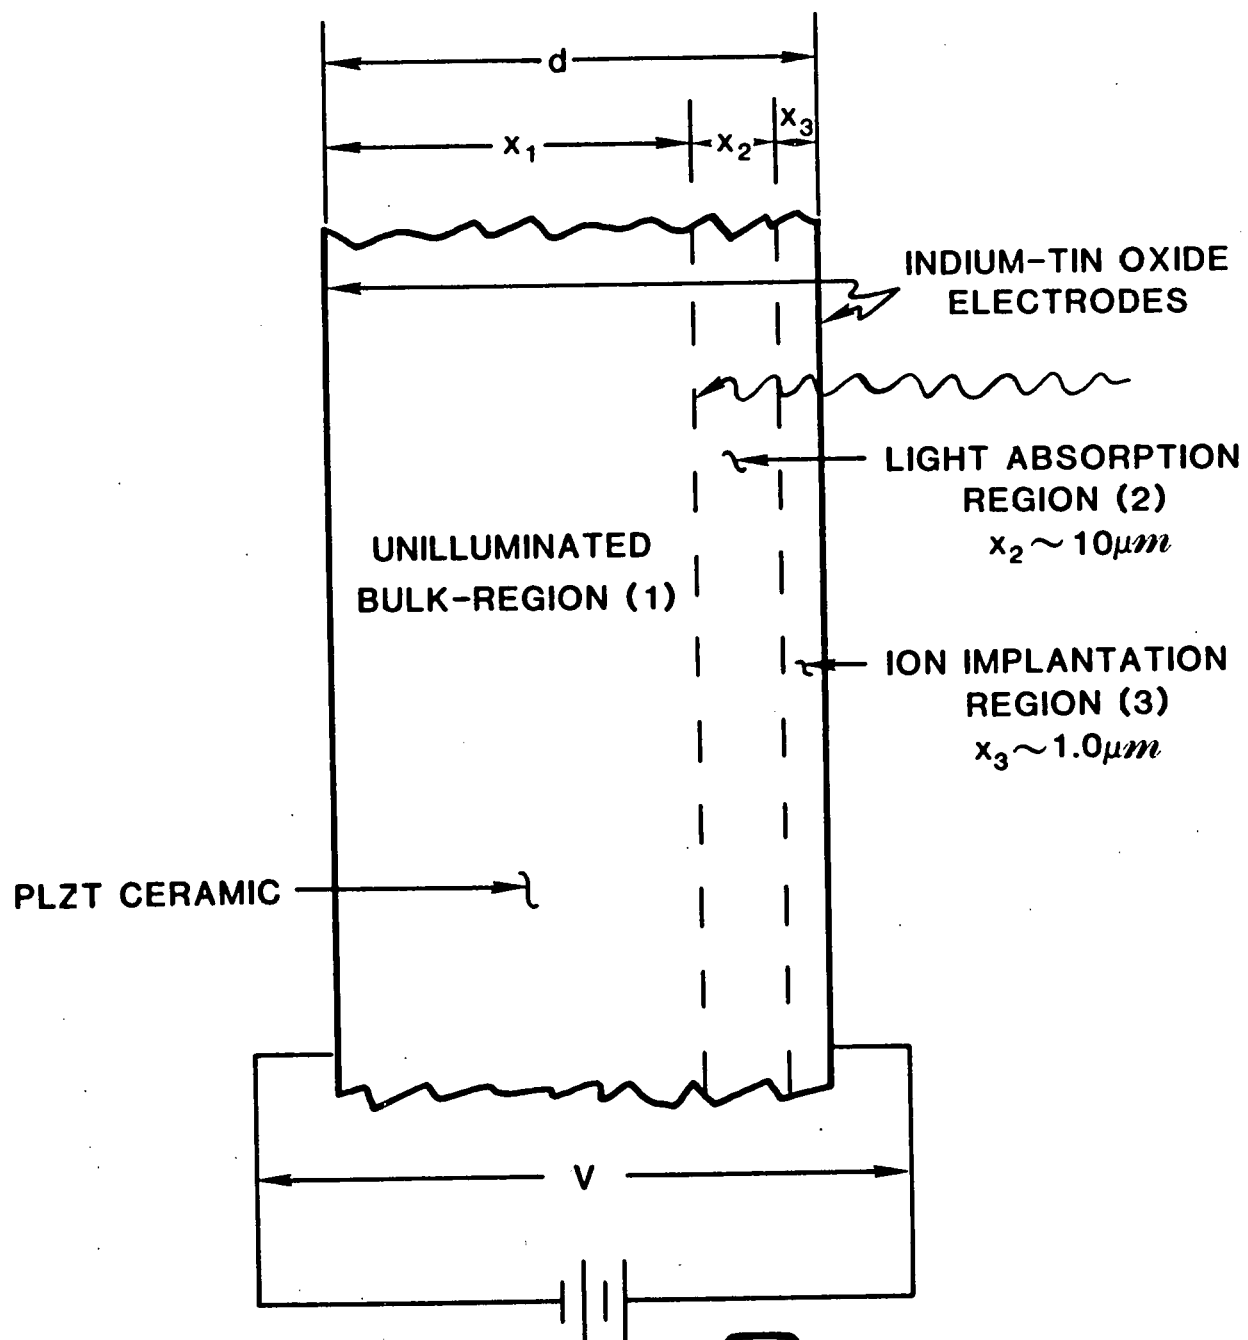 d
x₁
x₂
x₃
INDIUM-TIN OXIDE
ELECTRODES
LIGHT ABSORPTION
REGION (2)
x₂ ~ 10μm
UNILLUMINATED
BULK-REGION (1)
ION IMPLANTATION
REGION (3)
x₃ ~ 1.0μm
PLZT CERAMIC
V